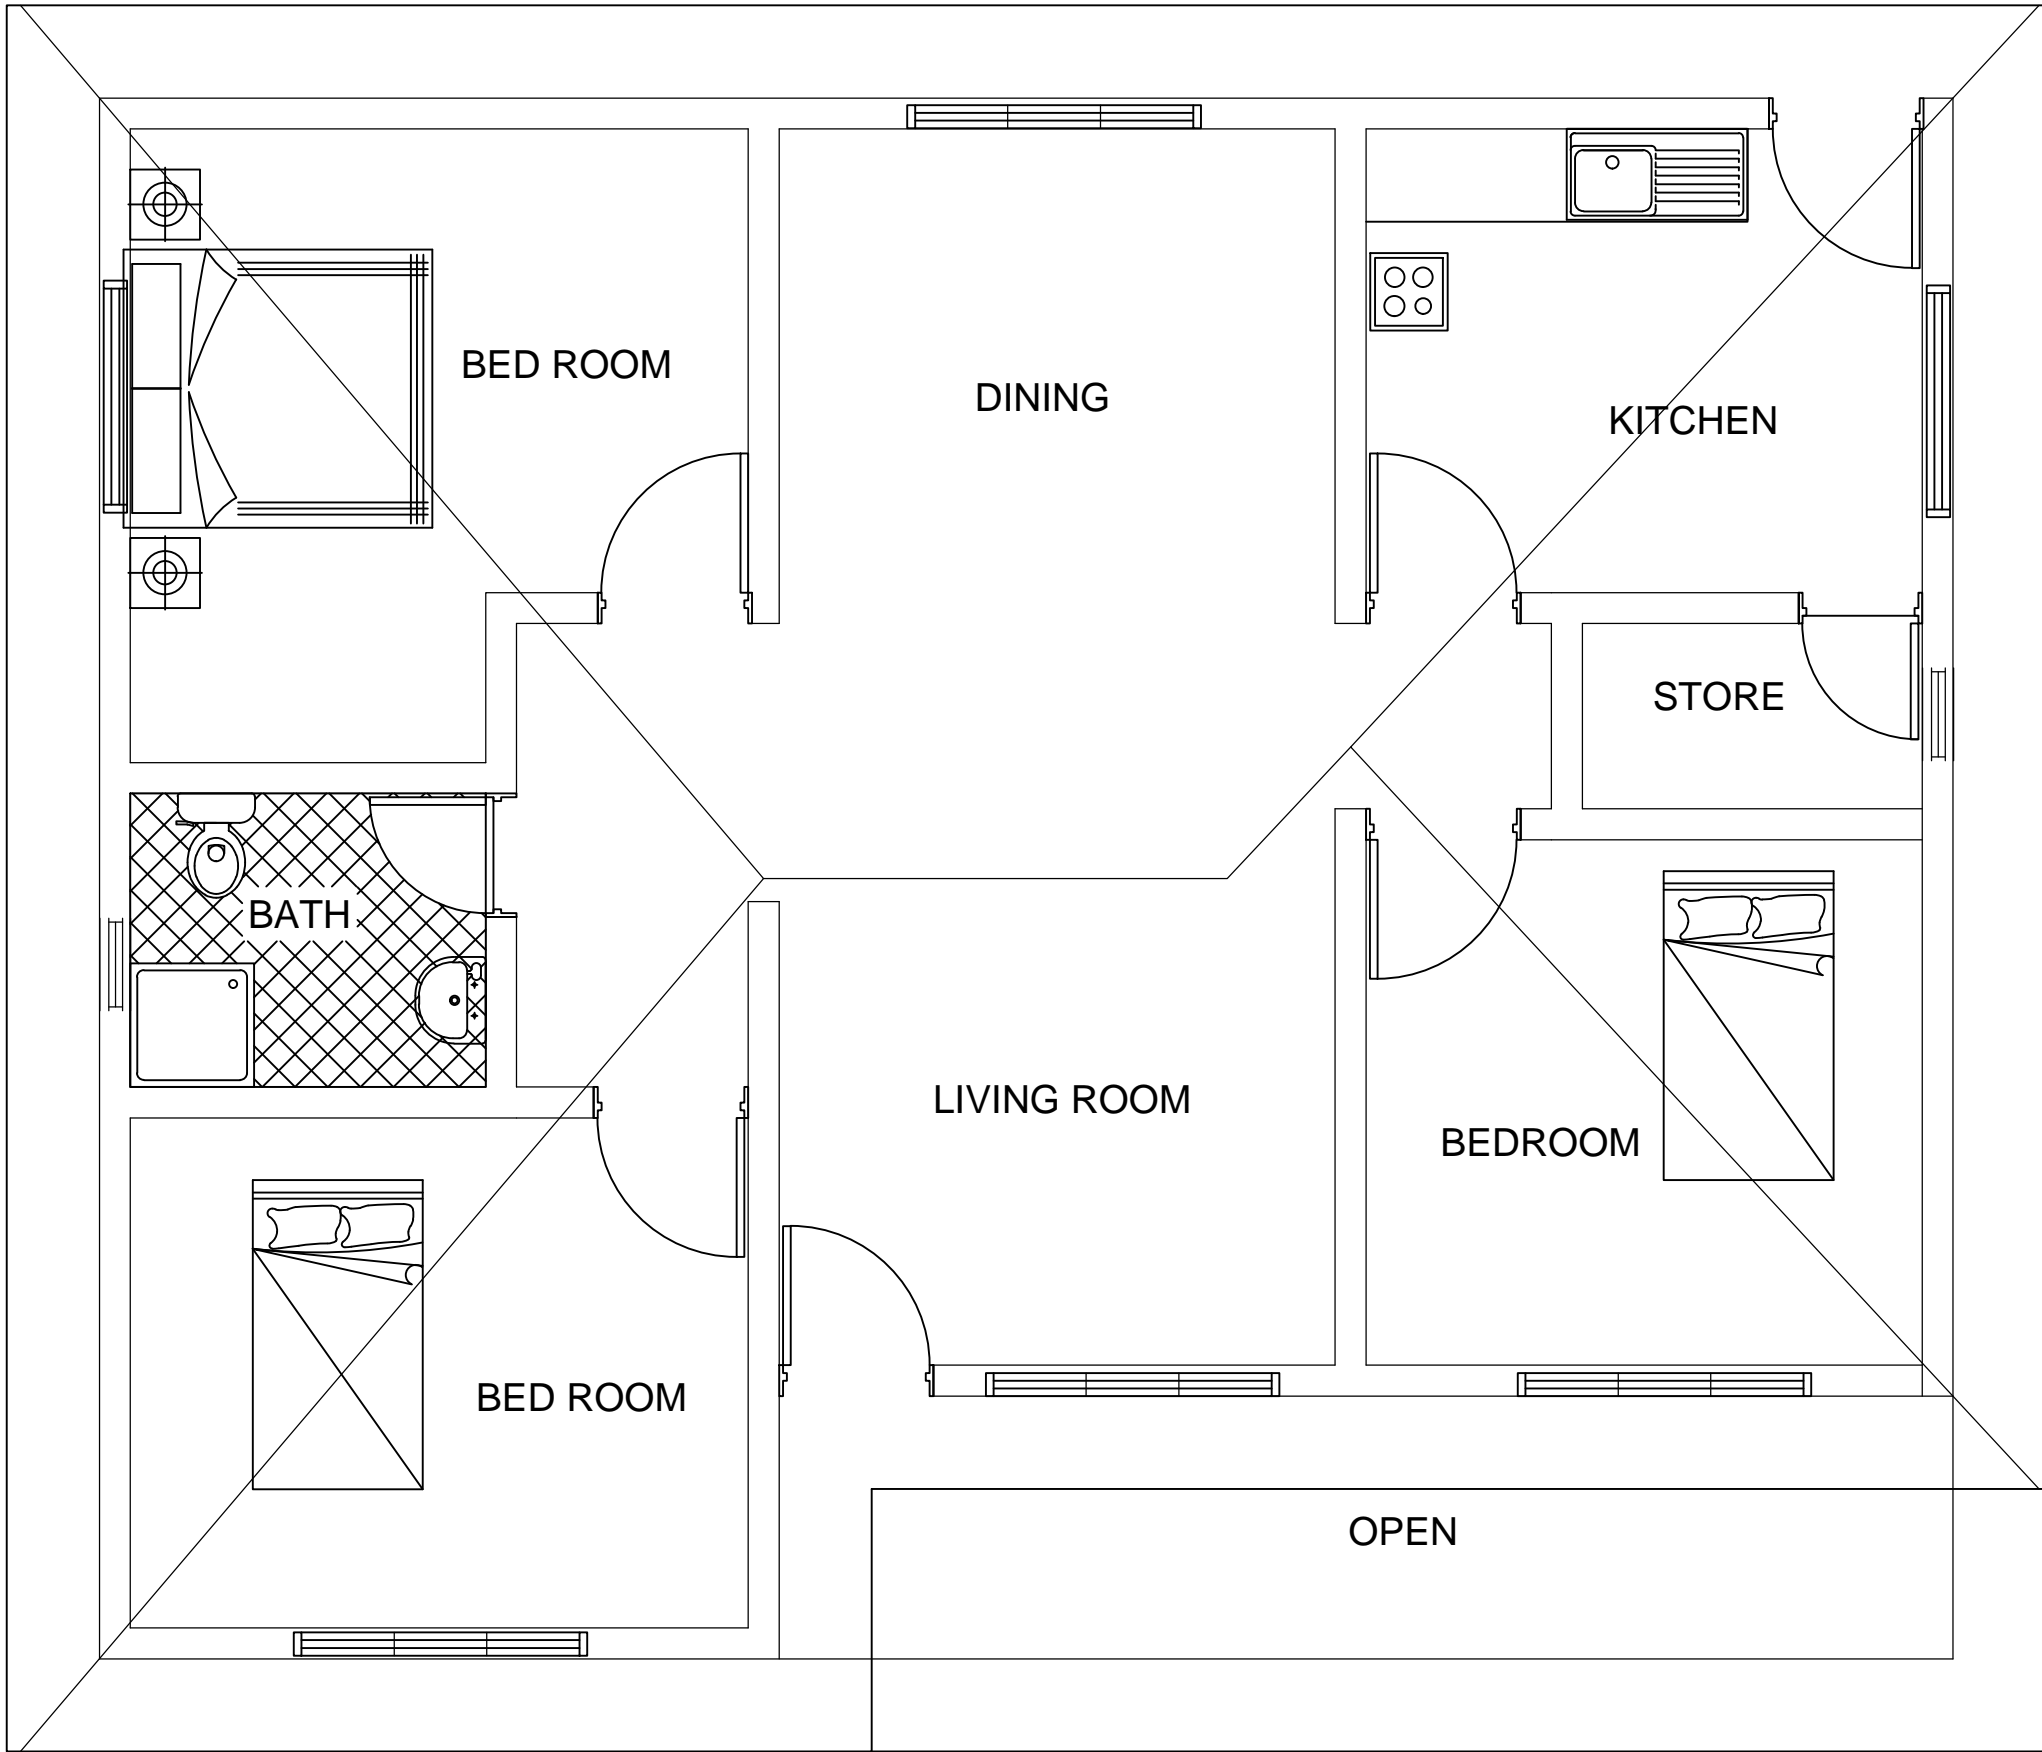 BED ROOM
DINING
KITCHEN
STORE
BATH
LIVING ROOM
BEDROOM
BED ROOM
OPEN